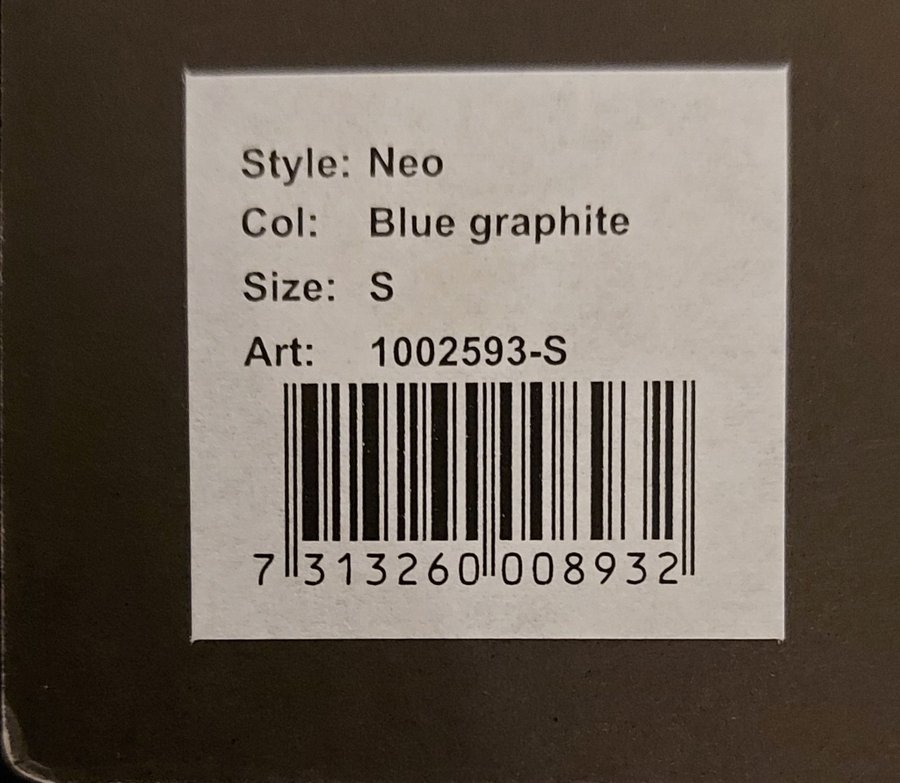 Style: Neo
Col: Blue graphite
Size: S
Art: 1002593-S
7 313260 008932